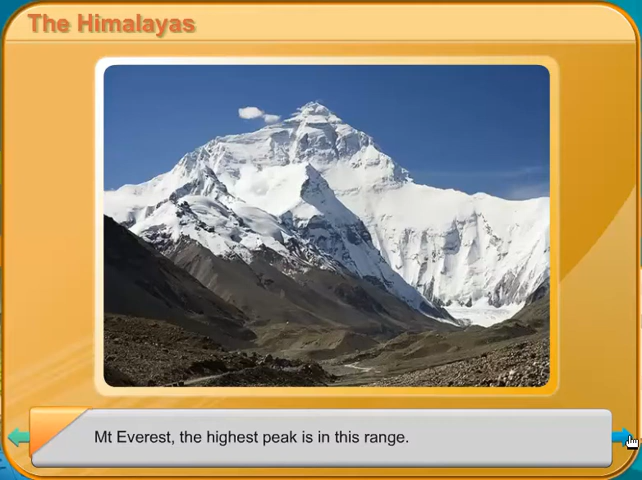 The Himalayas
Mt Everest, the highest peak is in this range.